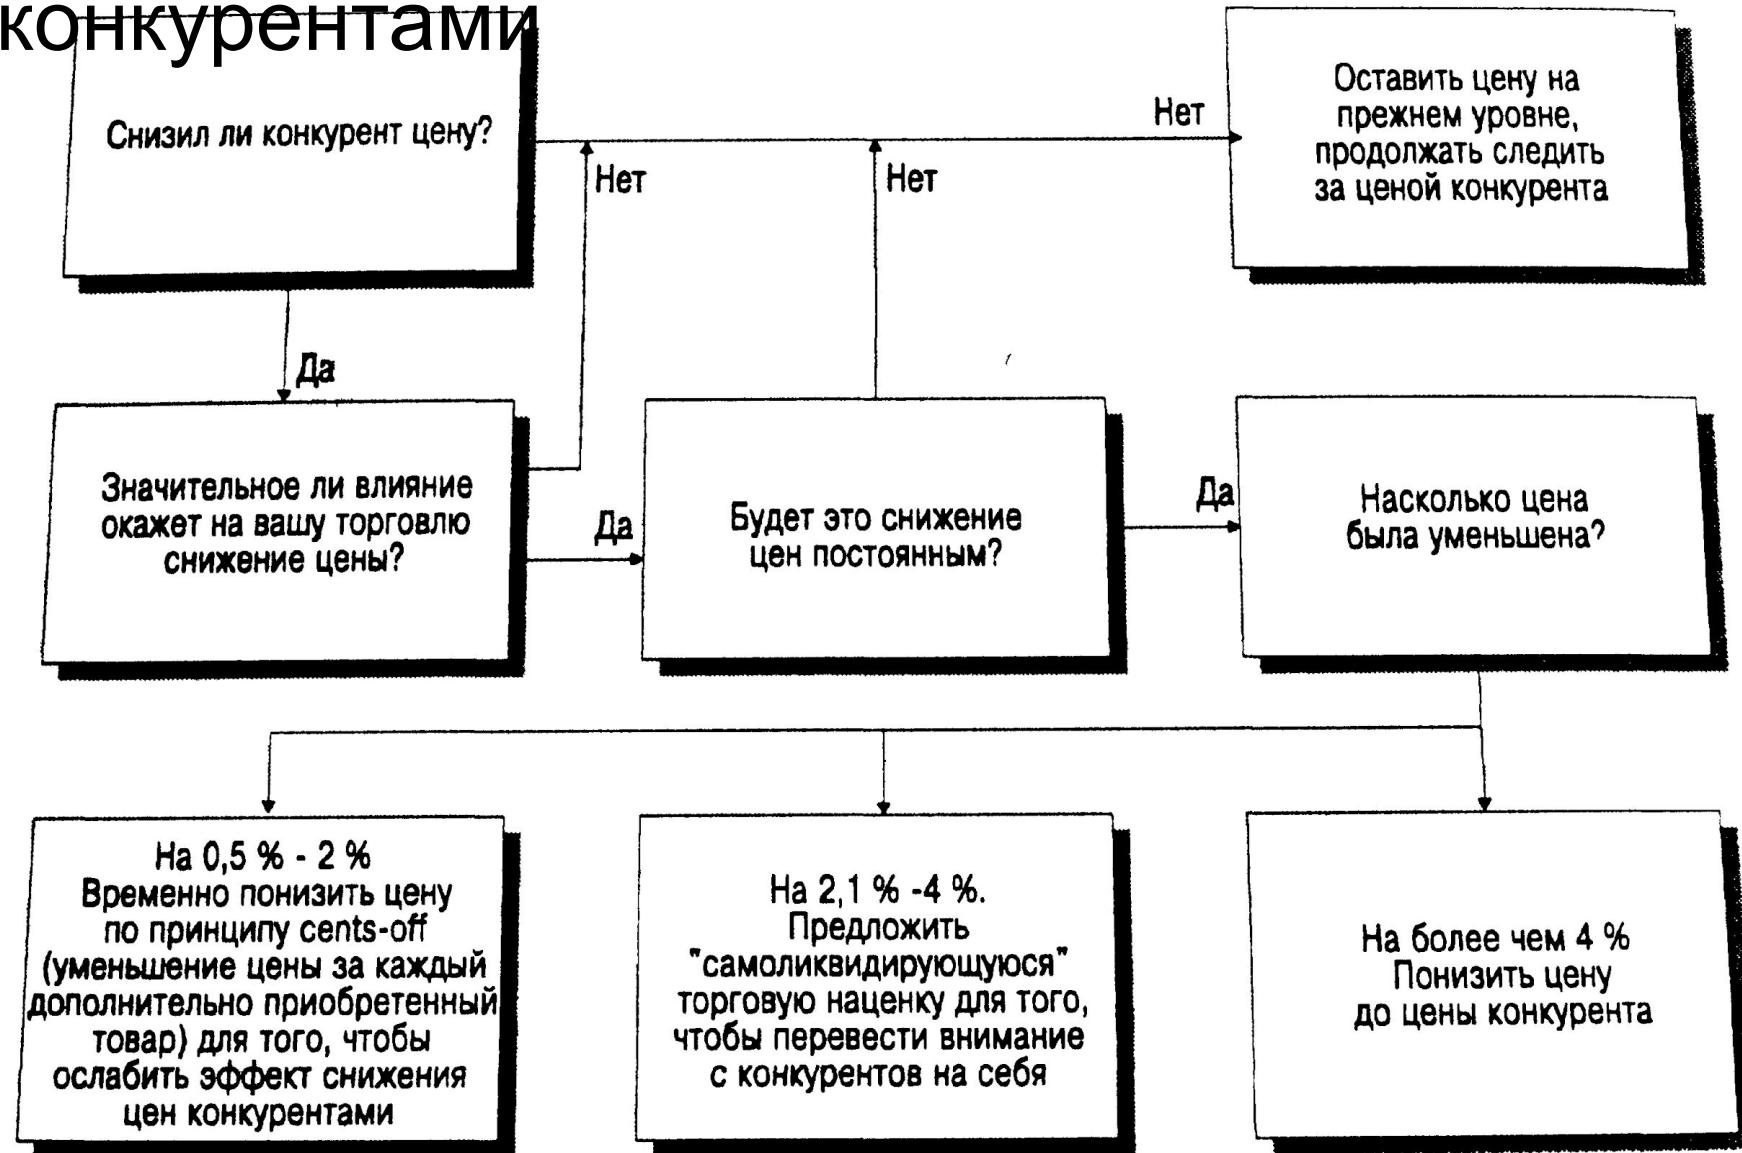 конкурентами
Снизил ли конкурент цену?
Нет
Оставить цену на
прежнем уровне,
продолжать следить
за ценой конкурента
Нет
Нет
Да
Значительное ли влияние
окажет на вашу торговлю
снижение цены?
Да
Будет это снижение
цен постоянным?
Да
Насколько цена
была уменьшена?
На 0,5 % - 2 %
Временно понизить цену
по принципу cents-off
(уменьшение цены за каждый
дополнительно приобретенный
товар) для того, чтобы
ослабить эффект снижения
цен конкурентами
На 2,1 % -4 %.
Предложить
"самоликвидирующуюся"
торговую наценку для того,
чтобы перевести внимание
с конкурентов на себя
На более чем 4 %
Понизить цену
до цены конкурента